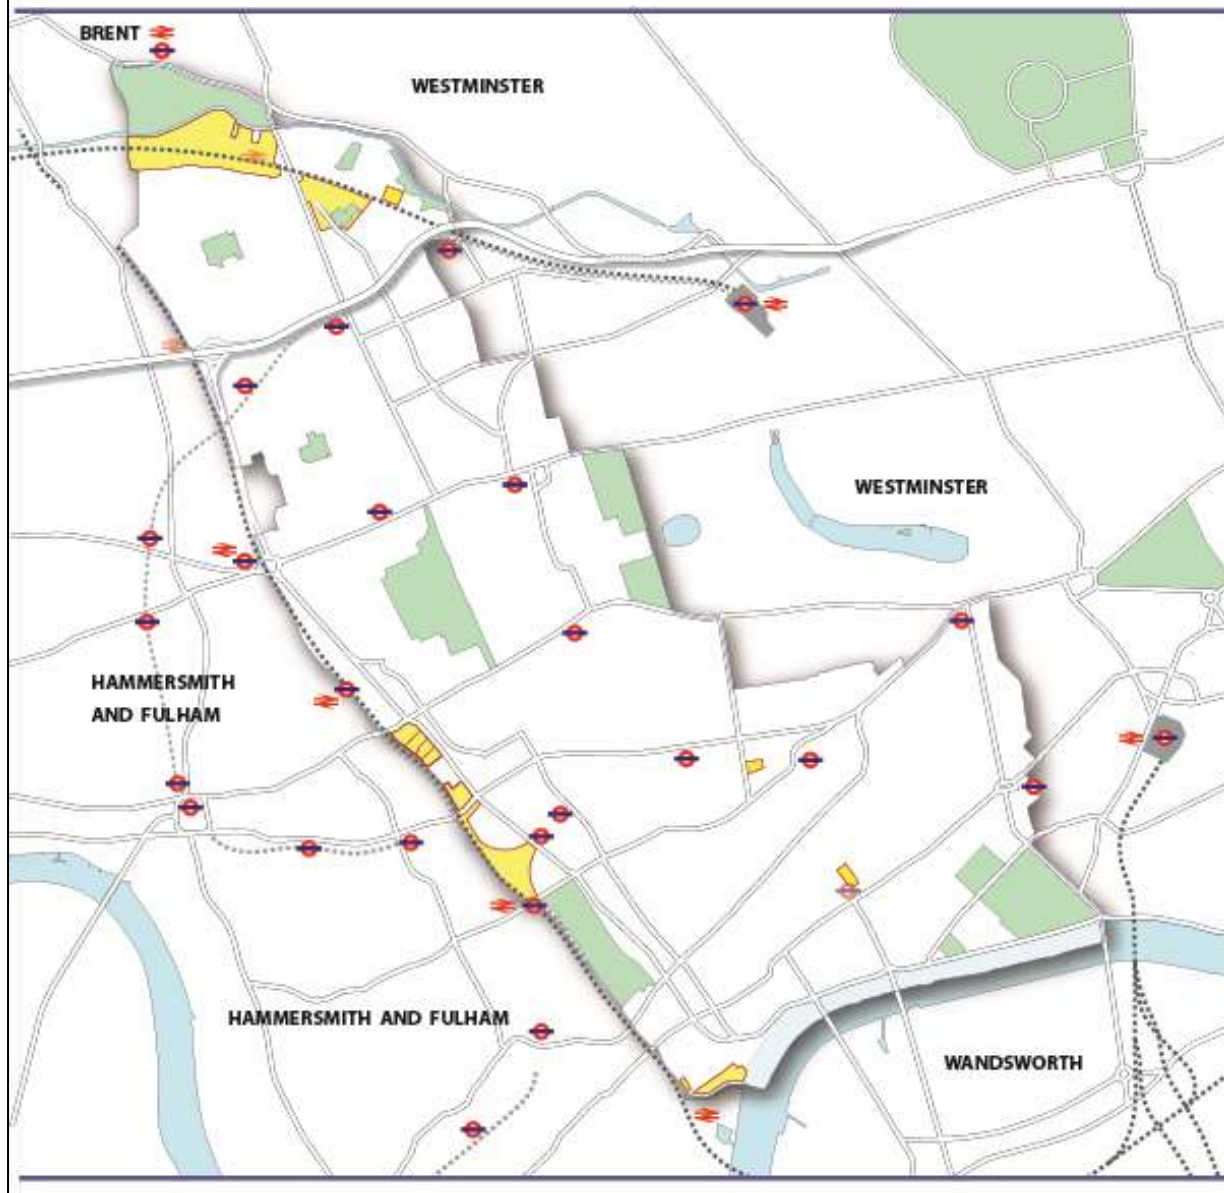 BRENT
WESTMINSTER
WESTMINSTER
HAMMERSMITH
AND FULHAM
HAMMERSMITH AND FULHAM
WANDSWORTH